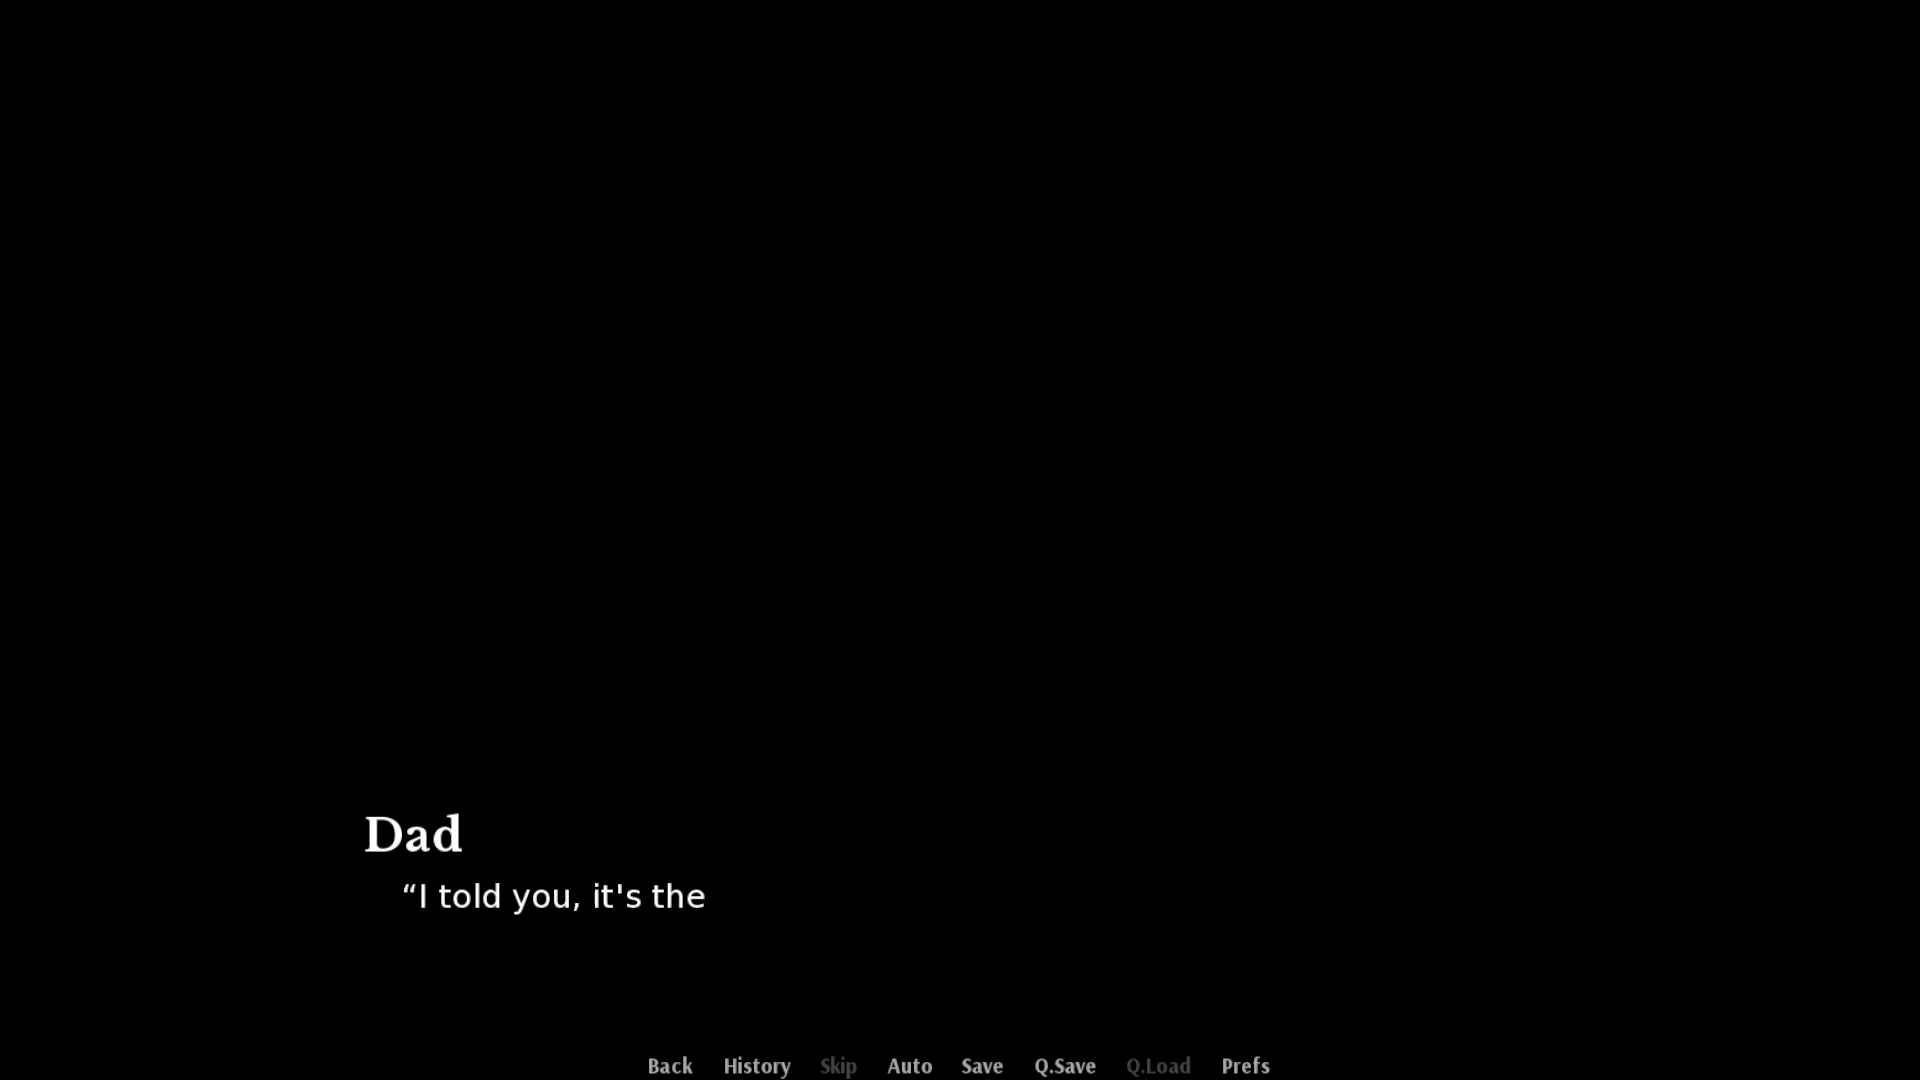 Dad
“I told you, it's the
Back History Skip Auto Save Q.Save Q.Load Prefs